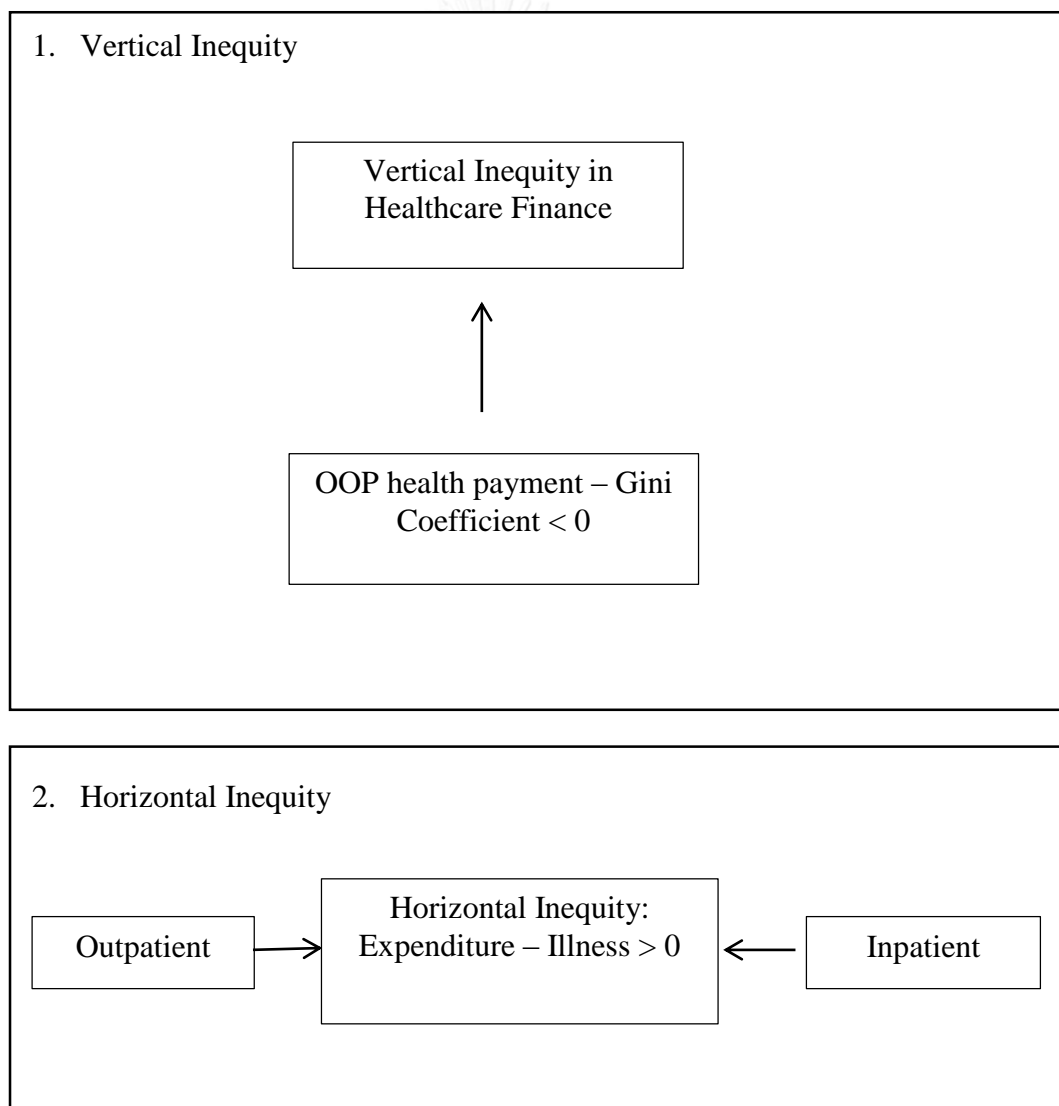 1. Vertical Inequity
Vertical Inequity in
Healthcare Finance
OOP health payment – Gini
Coefficient < 0
2. Horizontal Inequity
Horizontal Inequity:
Expenditure – Illness > 0
Outpatient
Inpatient